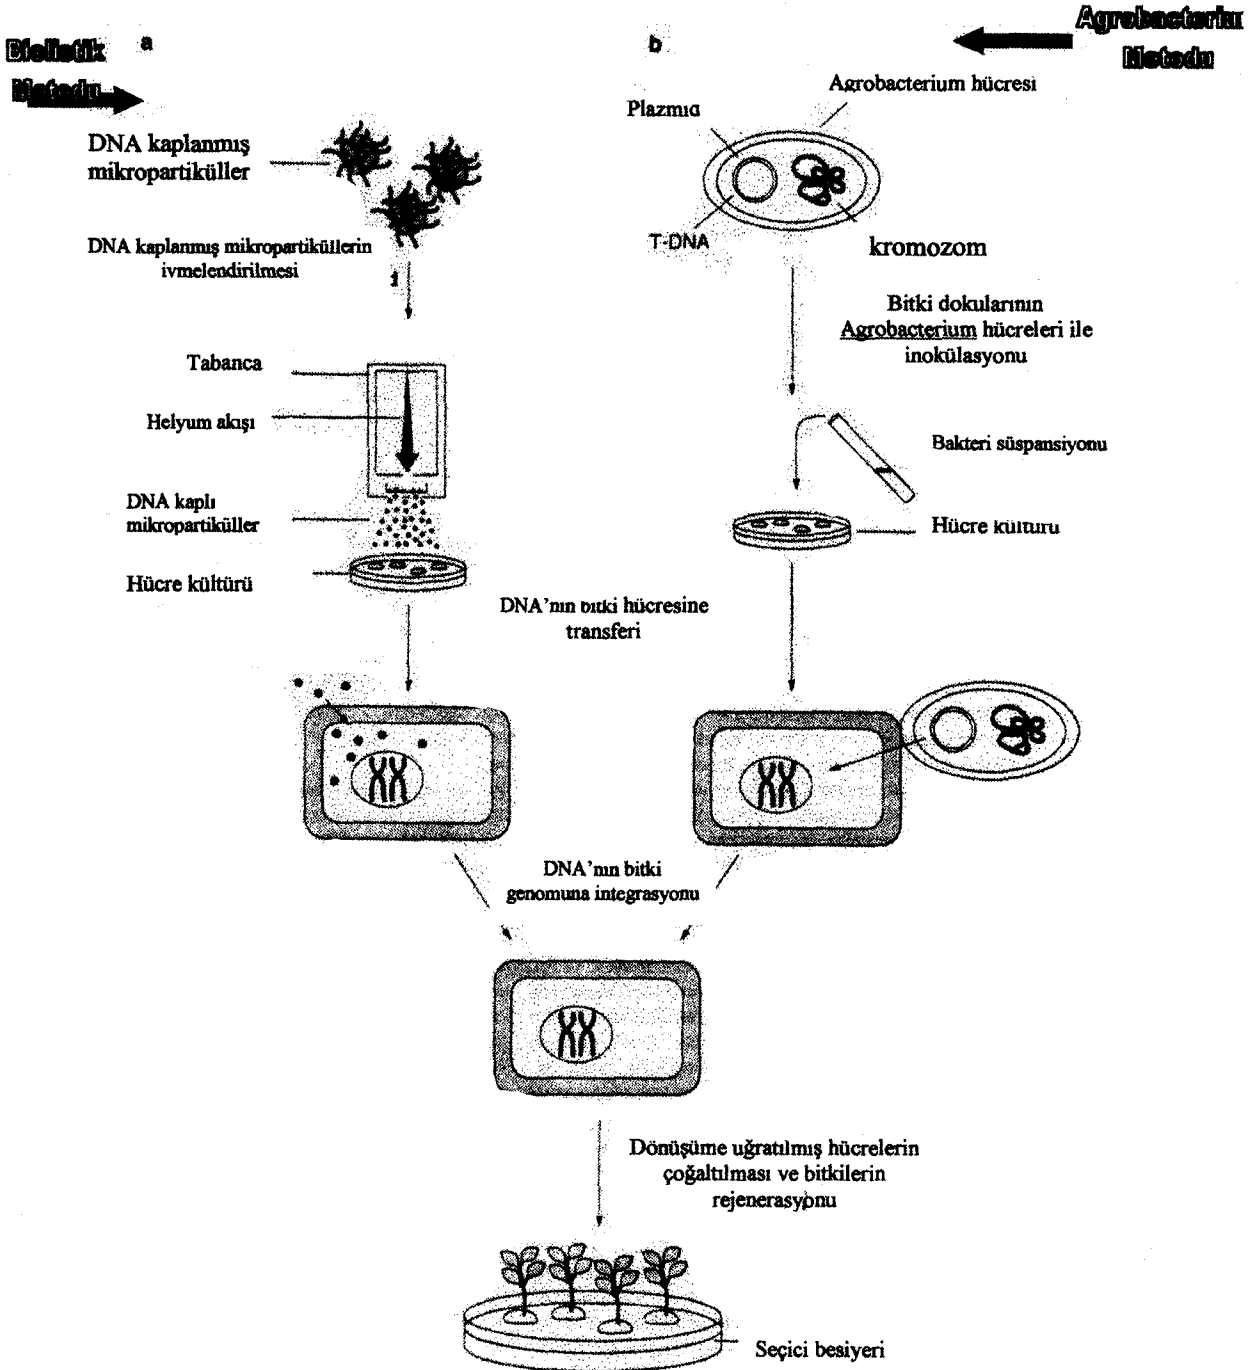 Biolistik
Metodu
a
DNA kaplanmış
mikropartiküller
DNA kaplanmış mikropartiküllerin
ivmelendirilmesi
Tabanca
Helyum akışı
DNA kaplı
mikropartiküller
Hücre kültürü
b
Agrobacteriu
Metodu
Agrobacterium hücresi
Plazmid
T-DNA
kromozom
Bitki dokularının
Agrobacterium hücreleri ile
inokülasyonu
Bakteri süspansiyonu
Hücre kültürü
DNA'nın bitki hücresine
transferi
DNA'nın bitki
genomuna integrasyonu
Dönüşüme uğratılmış hücrelerin
çoğaltılması ve bitkilerin
rejenerasyonu
Seçici besiyeri